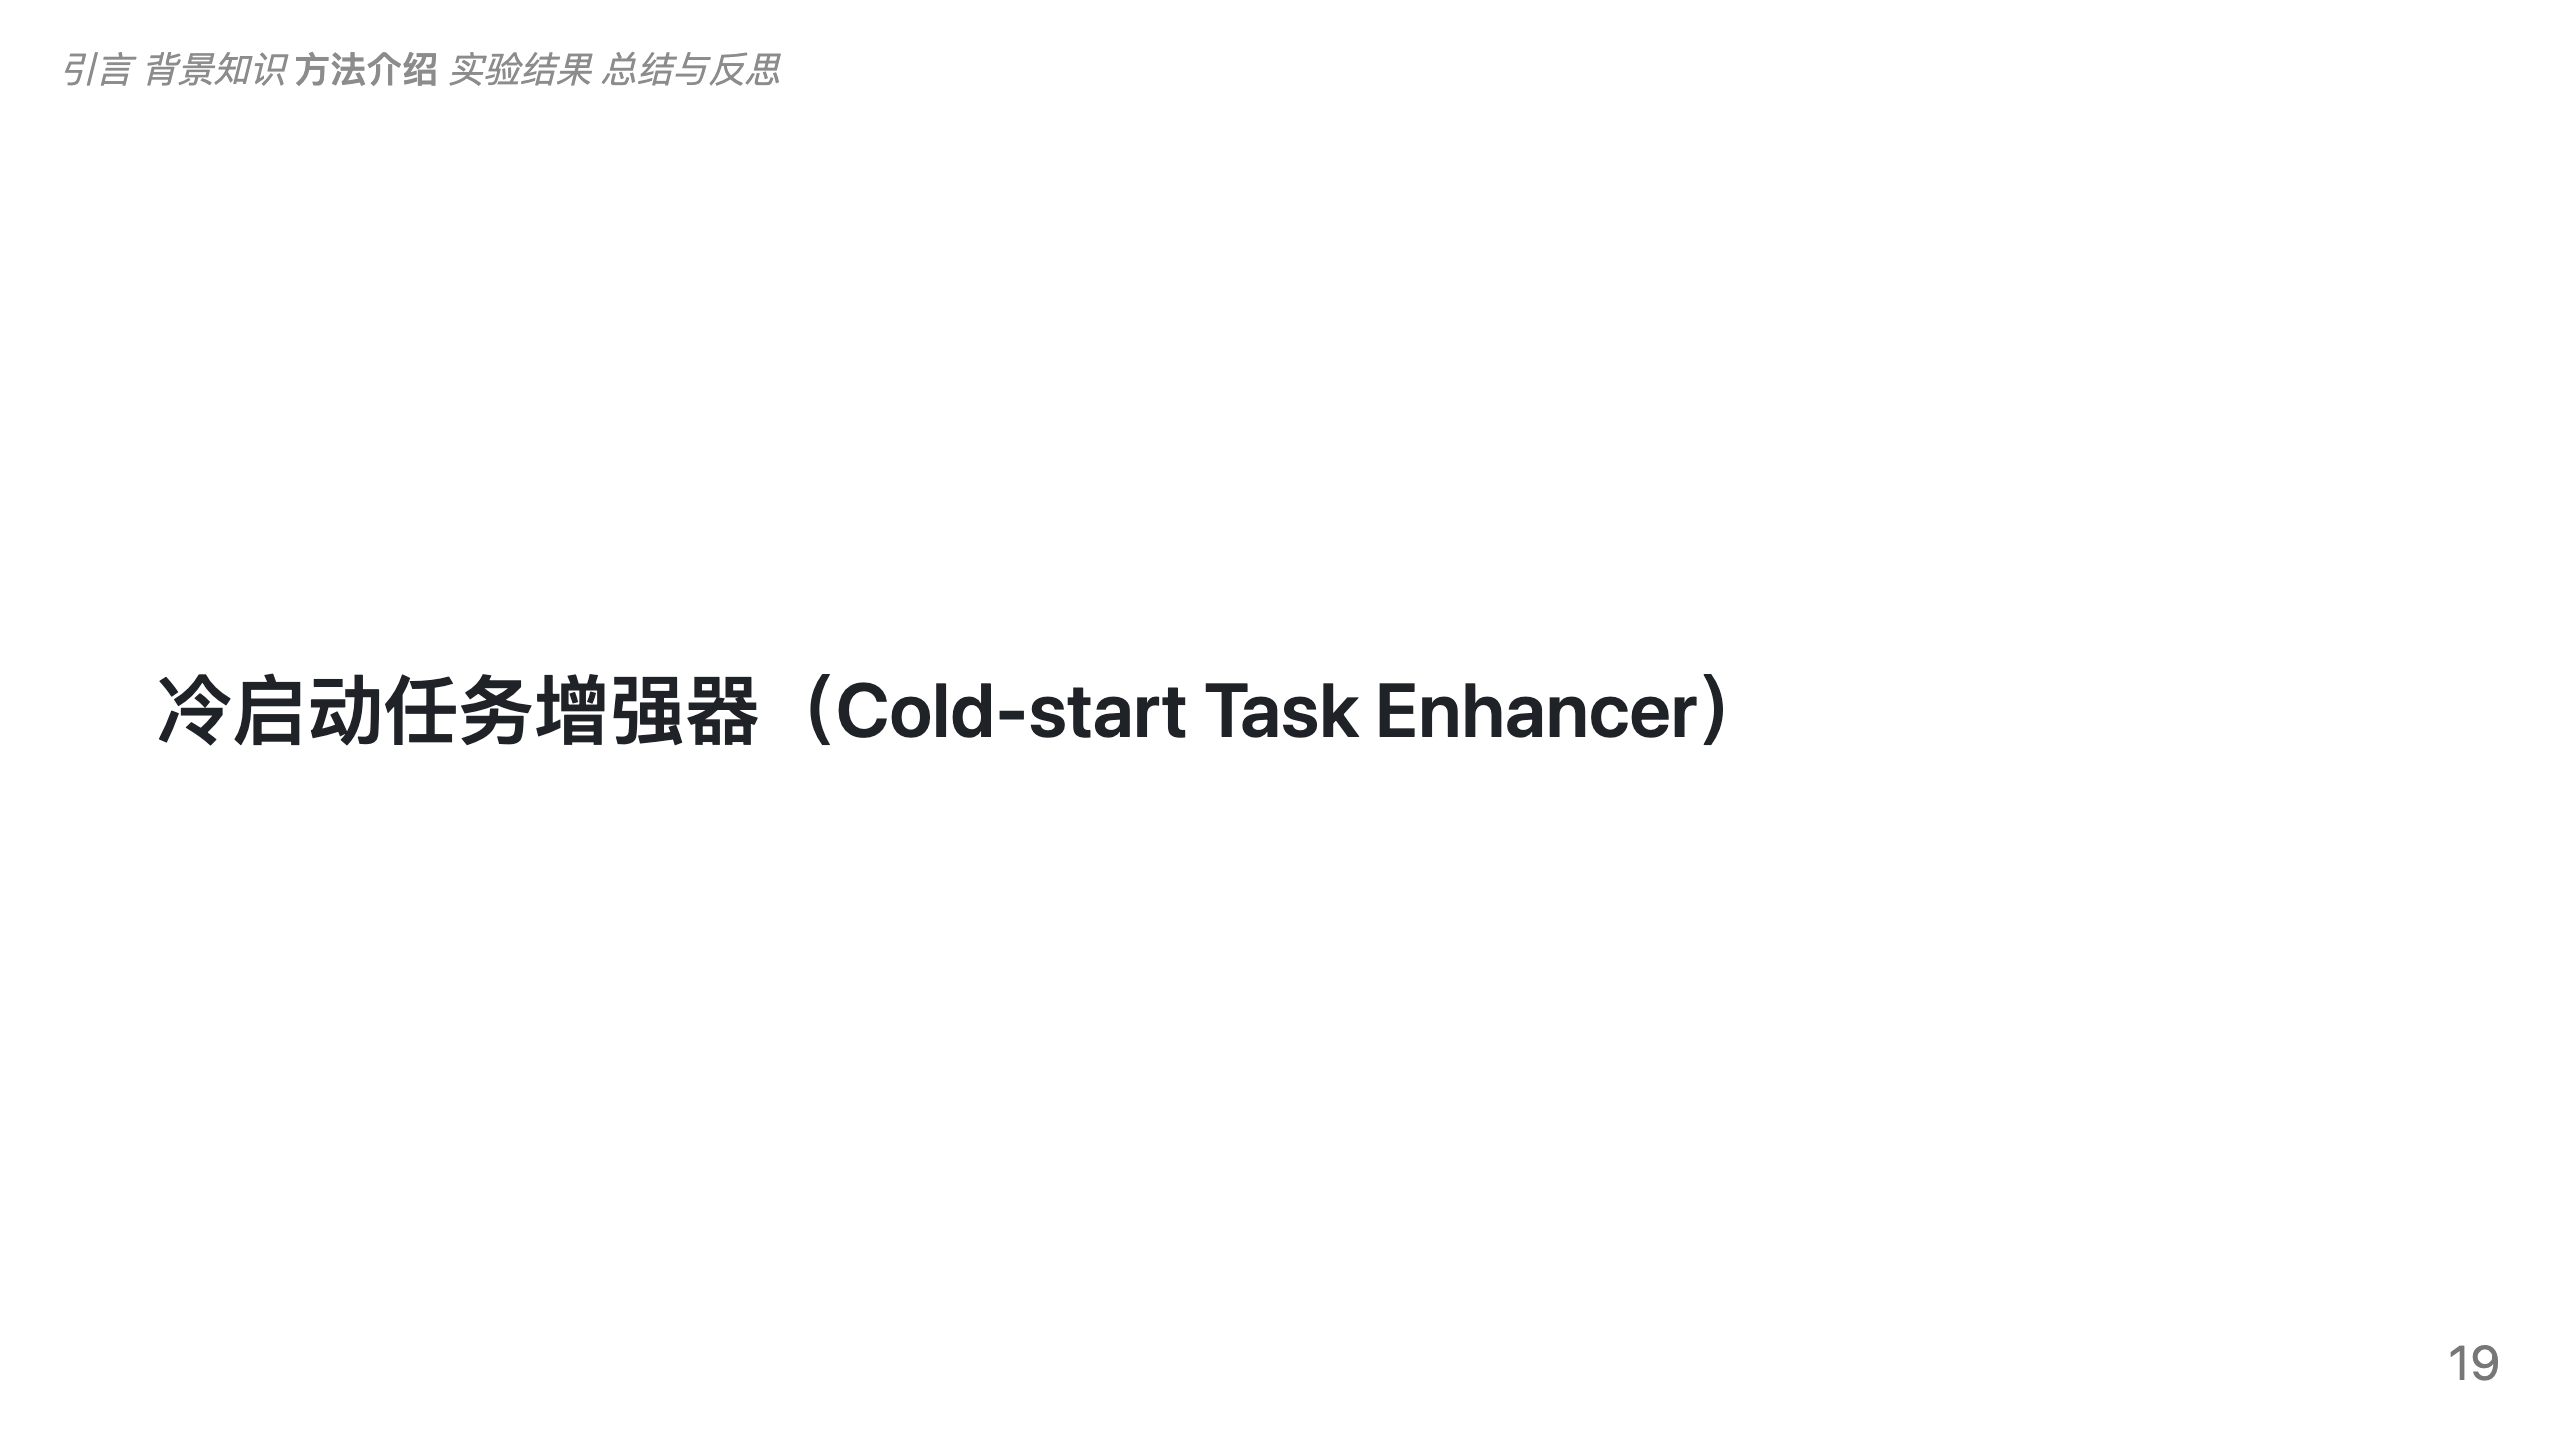 引言 背景知识 方法介绍 实验结果 总结与反思
冷启动任务增强器（Cold-start Task Enhancer）
19